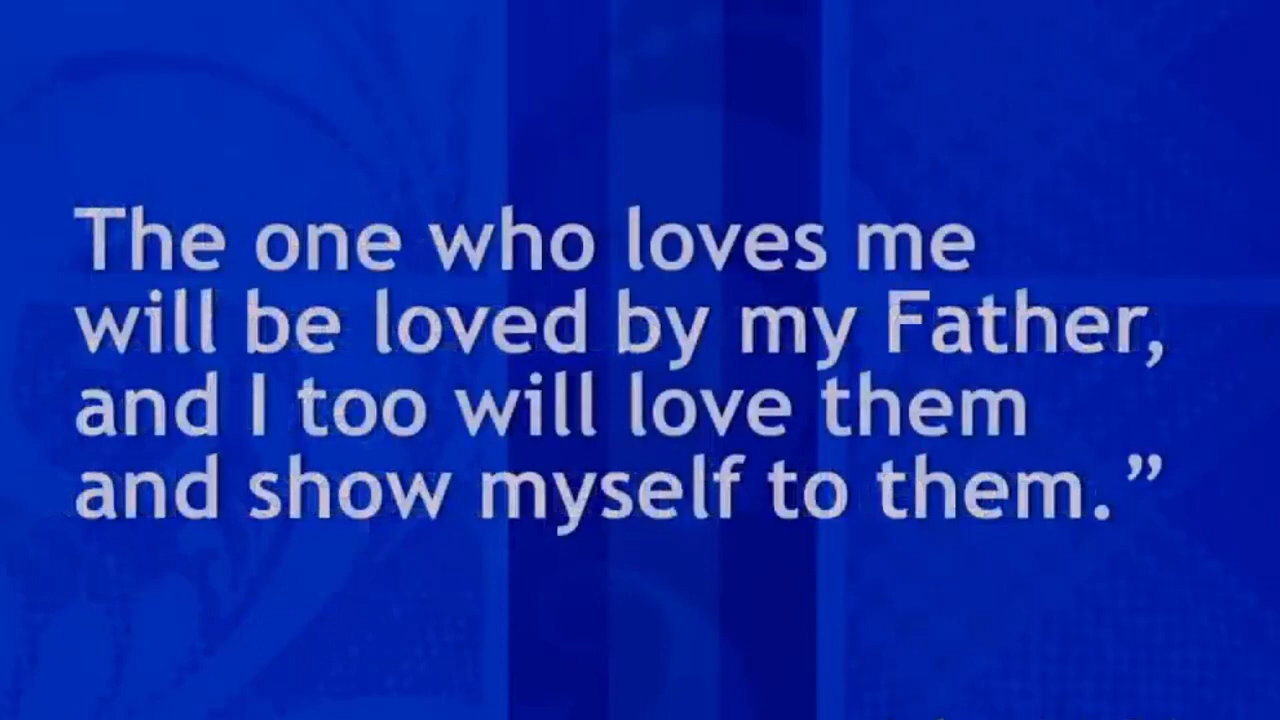 The one who loves me
will be loved by my Father,
and I too will love them
and show myself to them.”